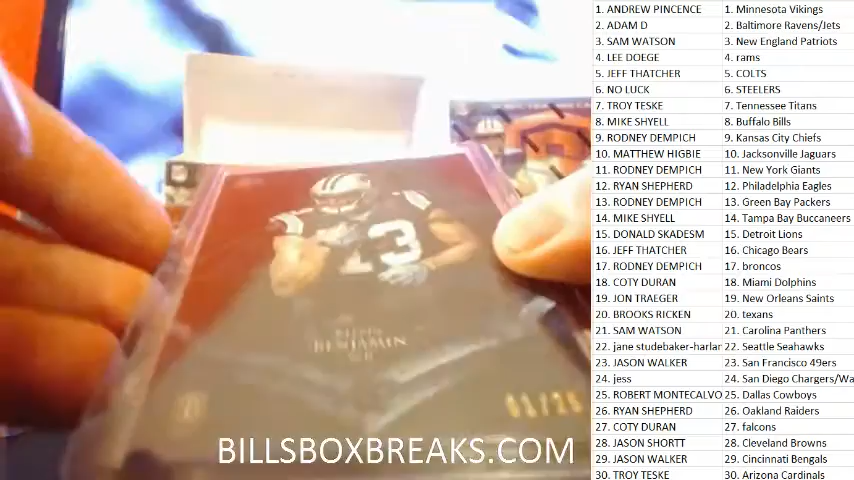 1. ANDREW PINCENCE 1. Minnesota Vikings
2. ADAM D 2. Baltimore Ravens/Jets
3. SAM WATSON 3. New England Patriots
4. LEE DOEGE 4. rams
5. JEFF THATCHER 5. COLTS
6. NO LUCK 6. STEELERS
7. TROY TESKE 7. Tennessee Titans
8. MIKE SHYELL 8. Buffalo Bills
9. RODNEY DEMPICH 9. Kansas City Chiefs
10. MATTHEW HIGBIE 10. Jacksonville Jaguars
11. RODNEY DEMPICH 11. New York Giants
12. RYAN SHEPHERD 12. Philadelphia Eagles
13. RODNEY DEMPICH 13. Green Bay Packers
14. MIKE SHYELL 14. Tampa Bay Buccaneers
15. DONALD SKADESM 15. Detroit Lions
16. JEFF THATCHER 16. Chicago Bears
17. RODNEY DEMPICH 17. broncos
18. COTY DURAN 18. Miami Dolphins
19. JON TRAEGER 19. New Orleans Saints
20. BROOKS RICKEN 20. texans
21. SAM WATSON 21. Carolina Panthers
22. jane studebaker-harlar 22. Seattle Seahawks
23. JASON WALKER 23. San Francisco 49ers
24. jess 24. San Diego Chargers/Wa
25. ROBERT MONTECALVO 25. Dallas Cowboys
26. RYAN SHEPHERD 26. Oakland Raiders
27. COTY DURAN 27. falcons
28. JASON SHORTT 28. Cleveland Browns
29. JASON WALKER 29. Cincinnati Bengals
30. TROY TESKE 30. Arizona Cardinals
13
BENJAMIN
01/25
BILLSBOXBREAKS.COM